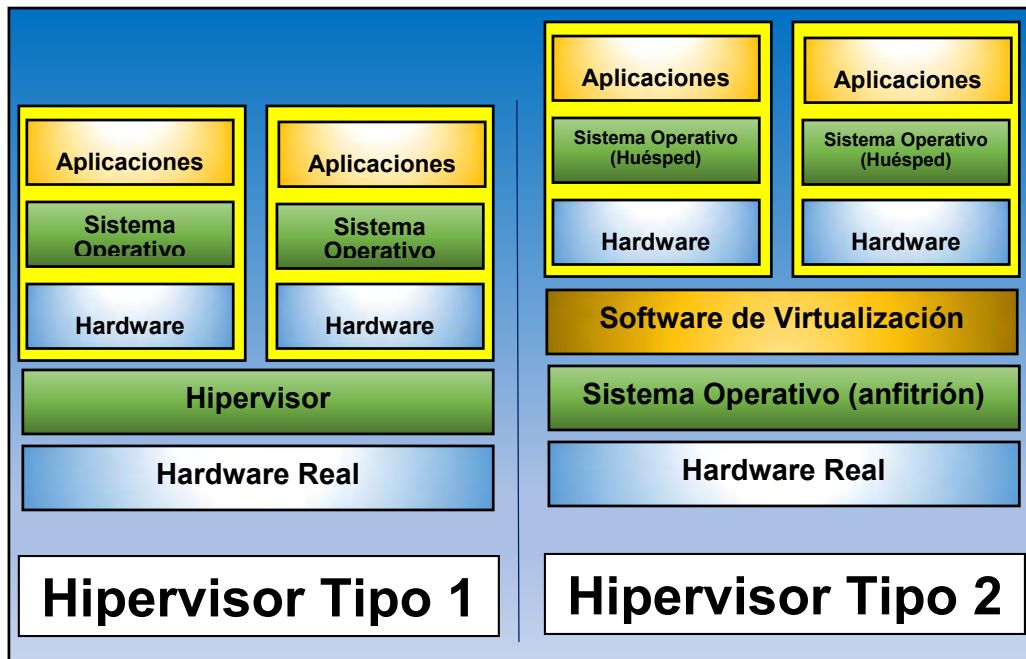 Aplicaciones
Sistema
Operativo
Hardware
Aplicaciones
Sistema
Operativo
Hardware
Hipervisor
Hardware Real
Hipervisor Tipo 1
Aplicaciones
Sistema Operativo
(Huésped)
Hardware
Aplicaciones
Sistema Operativo
(Huésped)
Hardware
Software de Virtualización
Sistema Operativo (anfitrión)
Hardware Real
Hipervisor Tipo 2